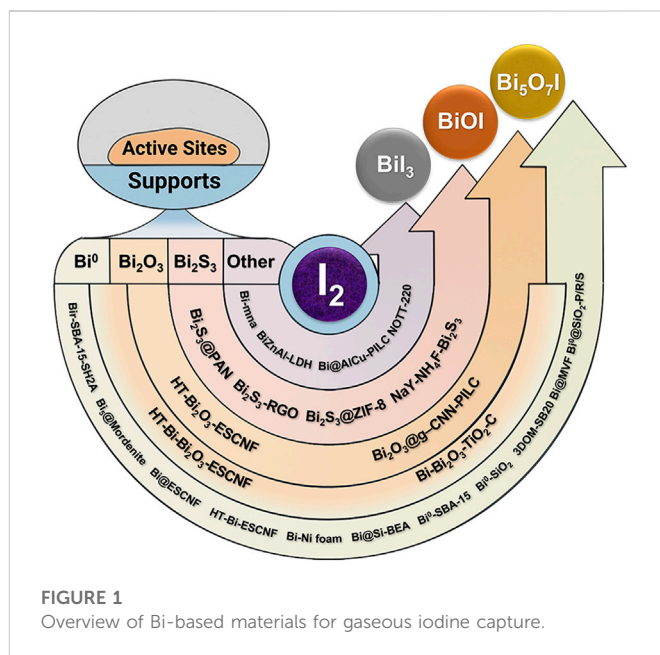 Bi₅O₇I
BiOI
BiI₃
Active Sites
Supports
Bi⁰
Bi₂O₃
Bi₂S₃
Other
I₂
Bi-mna
BiZnAl-LDH
Bi@AlCu-PILC
NOTT-220
Bi₂S₃@PAN
Bi₂S₃-RGO
Bi₂S₃@ZIF-8
NaY-NH₄F-Bi₂S₃
HT-Bi₂O₃-ESCNF
Bi₂O₃@g-CNN-PILC
HT-Bi-Bi₂O₃-ESCNF
Bi-Bi₂O₃-TiO₂-C
Bir-SBA-15-SH2A
Bi₅@Mordenite
Bi@ESCNF
HT-Bi-ESCNF
Bi-Ni foam
Bi@Si-BEA
Bi⁰-SBA-15
Bi⁰-SiO₂
3DOM-SB20
Bi@MVF
Bi⁰@SiO₂-P/R/S
FIGURE 1
Overview of Bi-based materials for gaseous iodine capture.